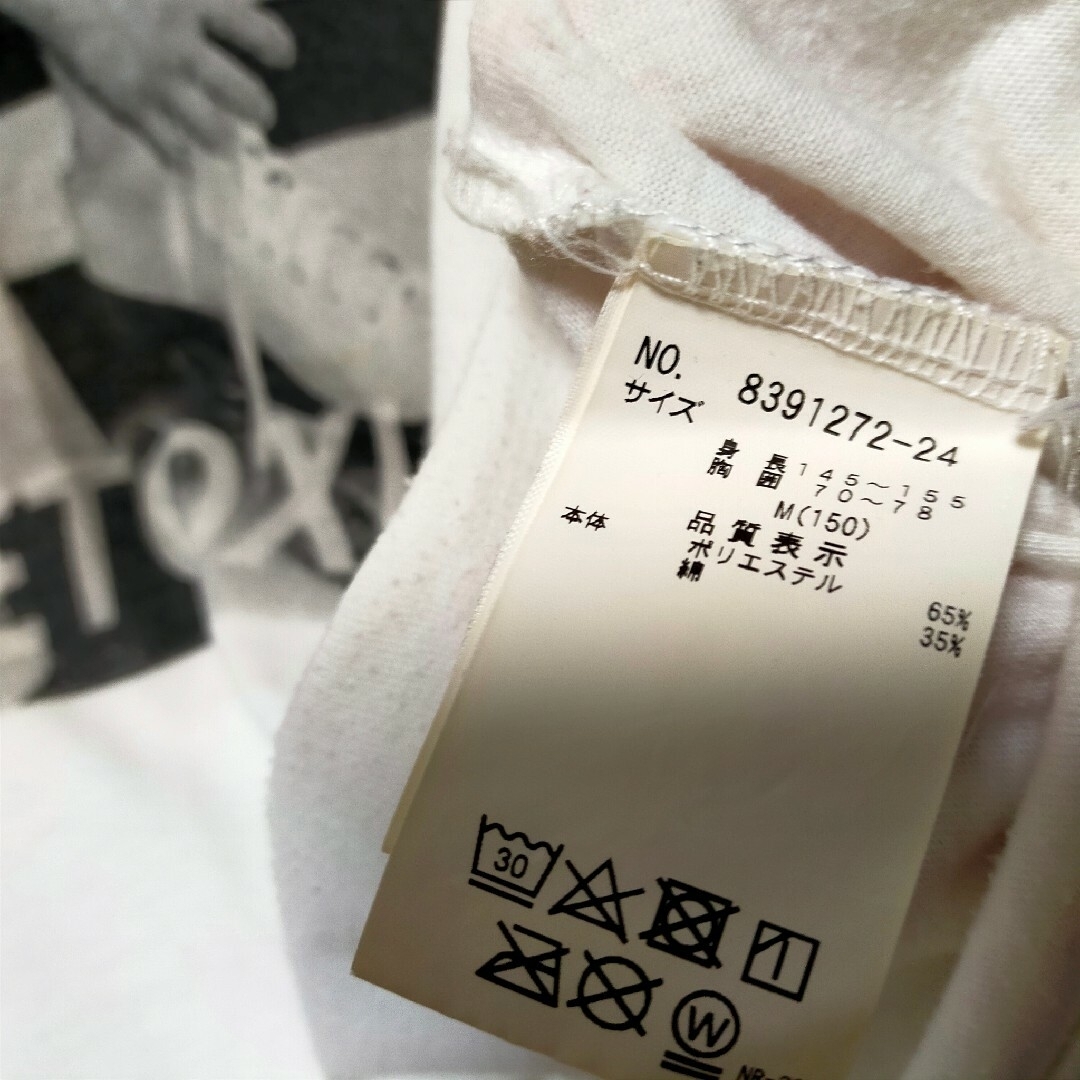 NO. 8391272-24
サイズ
身長 145～155
胸囲 70～78
M(150)
品質表示
本体 ポリエステル 65%
綿 35%
30
W
TOX